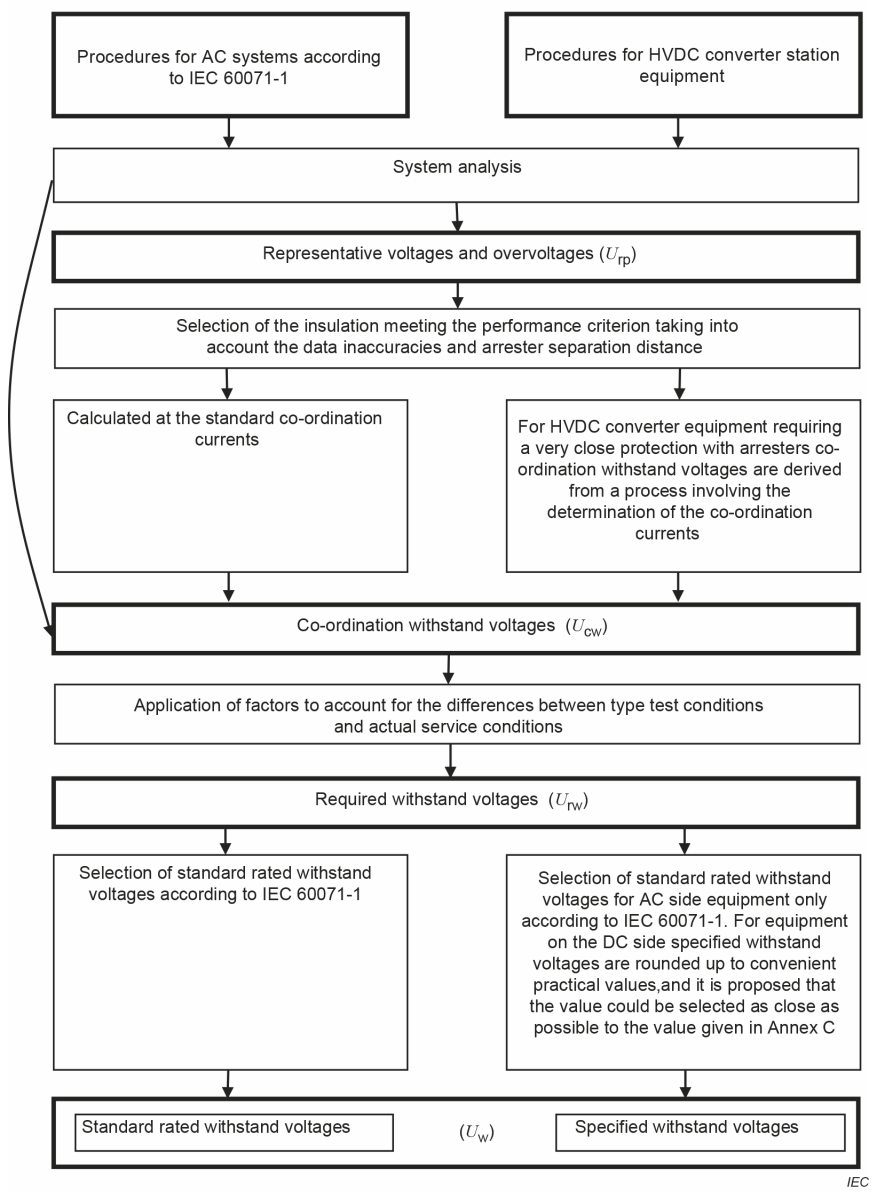 Procedures for AC systems according
to IEC 60071-1
Procedures for HVDC converter station
equipment
System analysis
Representative voltages and overvoltages (Urp)
Selection of the insulation meeting the performance criterion taking into
account the data inaccuracies and arrester separation distance
Calculated at the standard co-ordination
currents
For HVDC converter equipment requiring
a very close protection with arresters co-
ordination withstand voltages are derived
from a process involving the
determination of the co-ordination
currents
Co-ordination withstand voltages (Ucw)
Application of factors to account for the differences between type test conditions
and actual service conditions
Required withstand voltages (Urw)
Selection of standard rated withstand
voltages according to IEC 60071-1
Selection of standard rated withstand
voltages for AC side equipment only
according to IEC 60071-1. For equipment
on the DC side specified withstand
voltages are rounded up to convenient
practical values,and it is proposed that
the value could be selected as close as
possible to the value given in Annex C
Standard rated withstand voltages
(Uw)
Specified withstand voltages
IEC